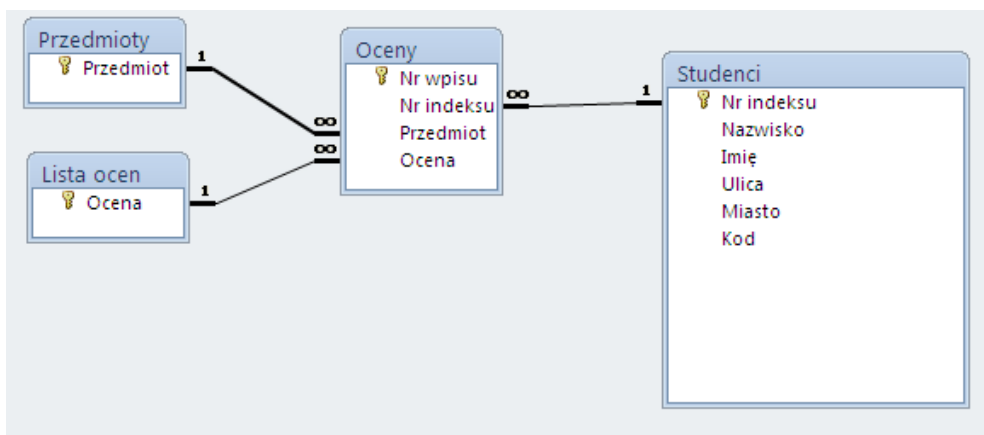 Przedmioty
Przedmiot
1
∞
Lista ocen
Ocena
1
∞
Oceny
Nr wpisu
Nr indeksu
Przedmiot
Ocena
∞
1
Studenci
Nr indeksu
Nazwisko
Imię
Ulica
Miasto
Kod